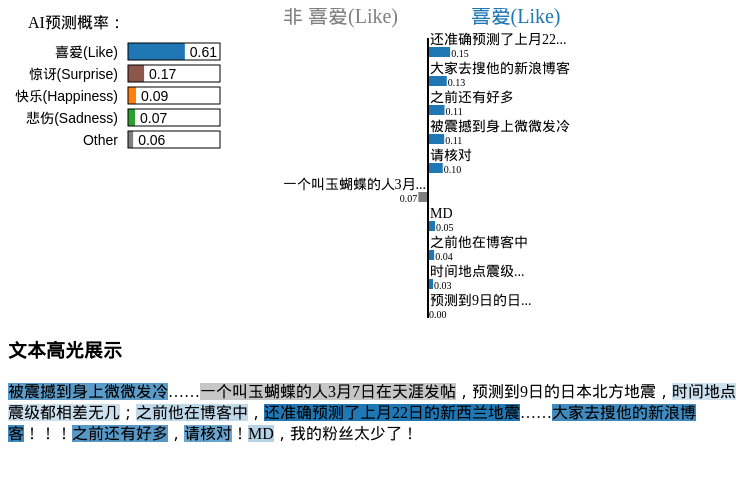 AI预测概率：
喜爱(Like) 0.61
惊讶(Surprise) 0.17
快乐(Happiness) 0.09
悲伤(Sadness) 0.07
Other 0.06
非 喜爱(Like) 喜爱(Like)
还准确预测了上月22...
0.15
大家去搜他的新浪博客
0.13
之前还有好多
0.11
被震撼到身上微微发冷
0.11
请核对
0.10
一个叫玉蝴蝶的人3月...
0.07
MD
0.05
之前他在博客中
0.04
时间地点震级...
0.03
预测到9日的日...
0.00
文本高光展示
被震撼到身上微微发冷……一个叫玉蝴蝶的人3月7日在天涯发帖，预测到9日的日本北方地震，时间地点
震级都相差无几；之前他在博客中，还准确预测了上月22日的新西兰地震……大家去搜他的新浪博
客！！！之前还有好多，请核对！MD，我的粉丝太少了！